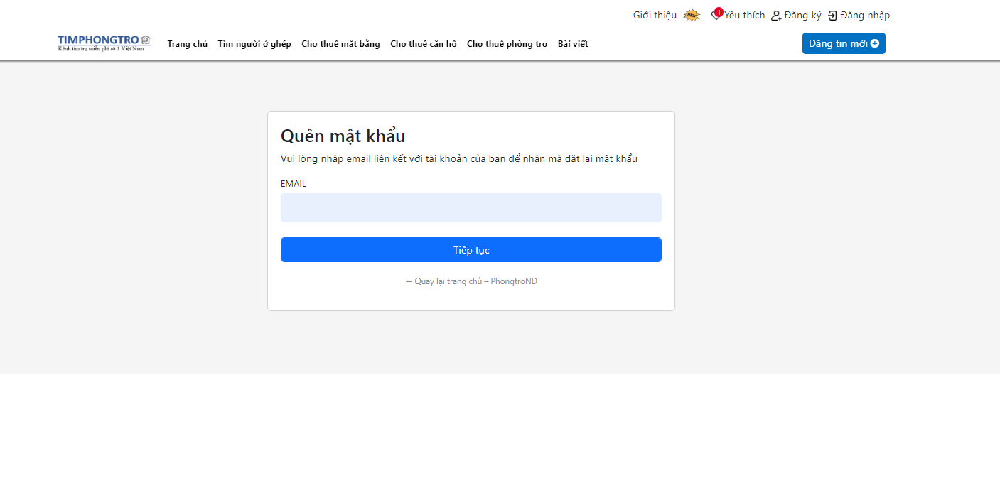 Giới thiệu NEW 1 Yêu thích Đăng ký Đăng nhập
TIMPHONGTRO
Kênh tìm trọ miễn phí số 1 Việt Nam
Trang chủ Tìm người ở ghép Cho thuê mặt bằng Cho thuê căn hộ Cho thuê phòng trọ Bài viết Đăng tin mới
Quên mật khẩu
Vui lòng nhập email liên kết với tài khoản của bạn để nhận mã đặt lại mật khẩu
EMAIL
Tiếp tục
← Quay lại trang chủ – PhongtroND